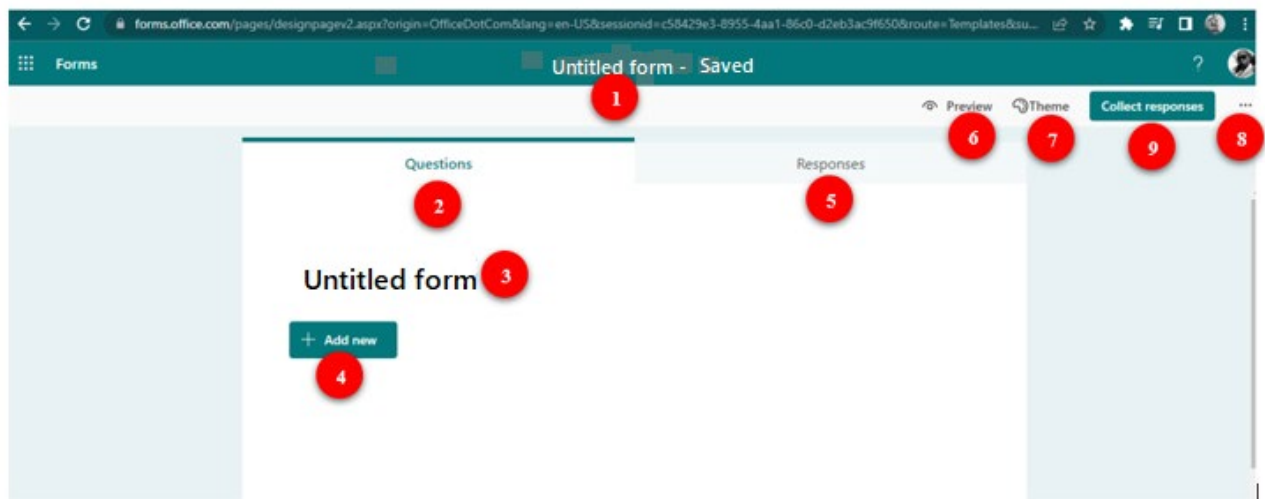 forms.office.com/pages/designpagev2.aspx?origin=OfficeDotCom&lang=en-US&sessionid=c58429e3-8955-4aa1-86c0-d2eb3ac9f650&route=Templates&su...
Forms
Untitled form - Saved
?
1
Preview
Theme
Collect responses
...
6
7
9
8
Questions
Responses
2
5
Untitled form
3
+ Add new
4